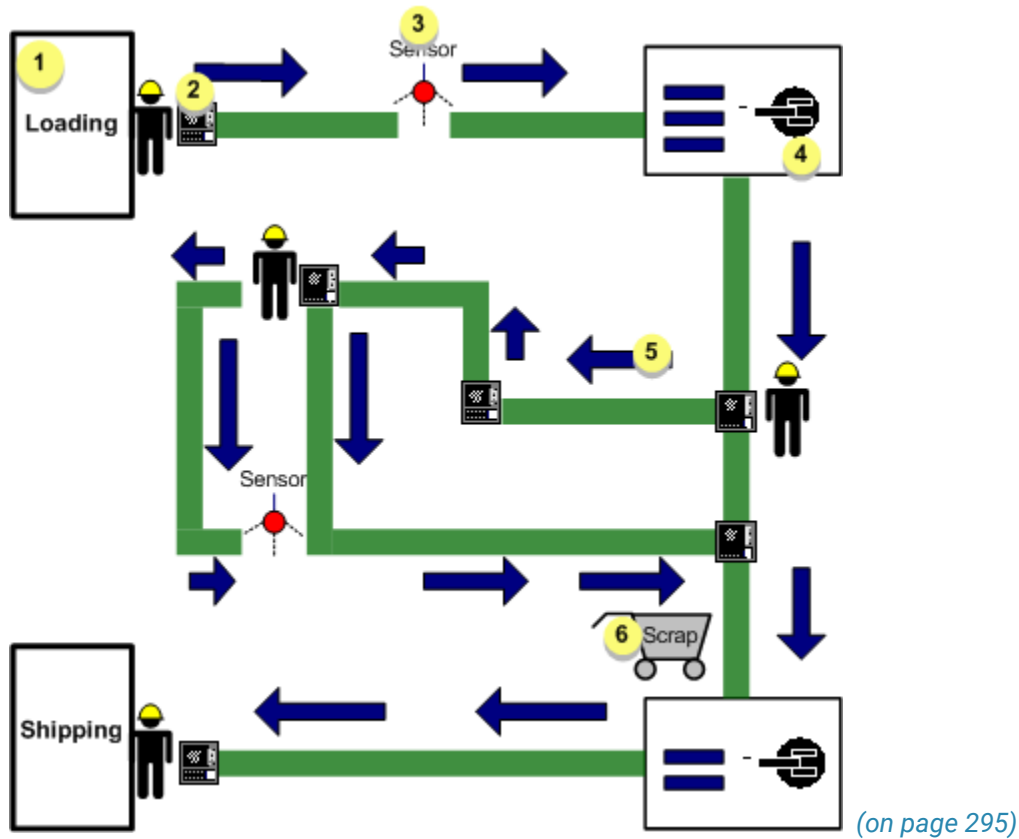 3
Sensor
1
2
Loading
4
5
Sensor
6
Scrap
Shipping
(on page 295)